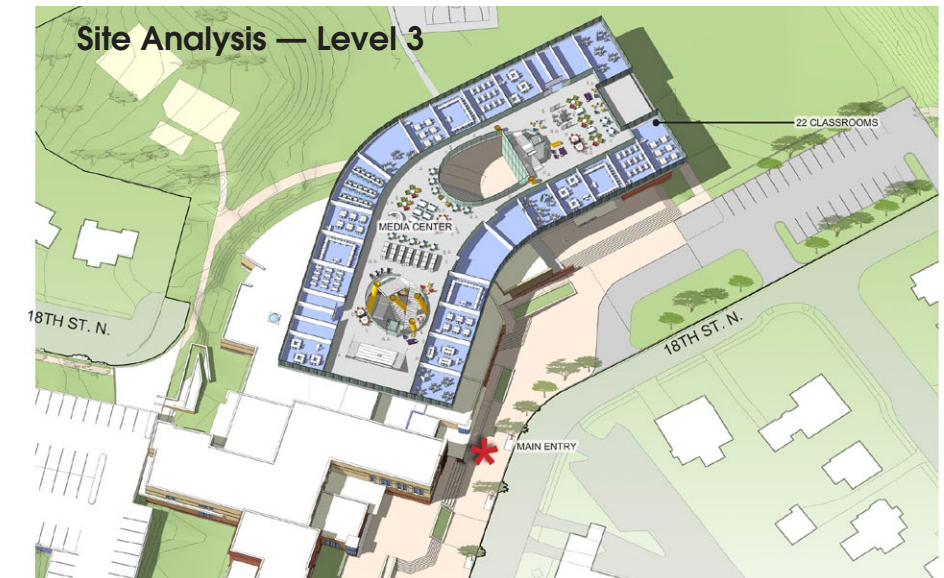 Site Analysis — Level 3
22 CLASSROOMS
MEDIA CENTER
18TH ST. N.
18TH ST. N.
MAIN ENTRY